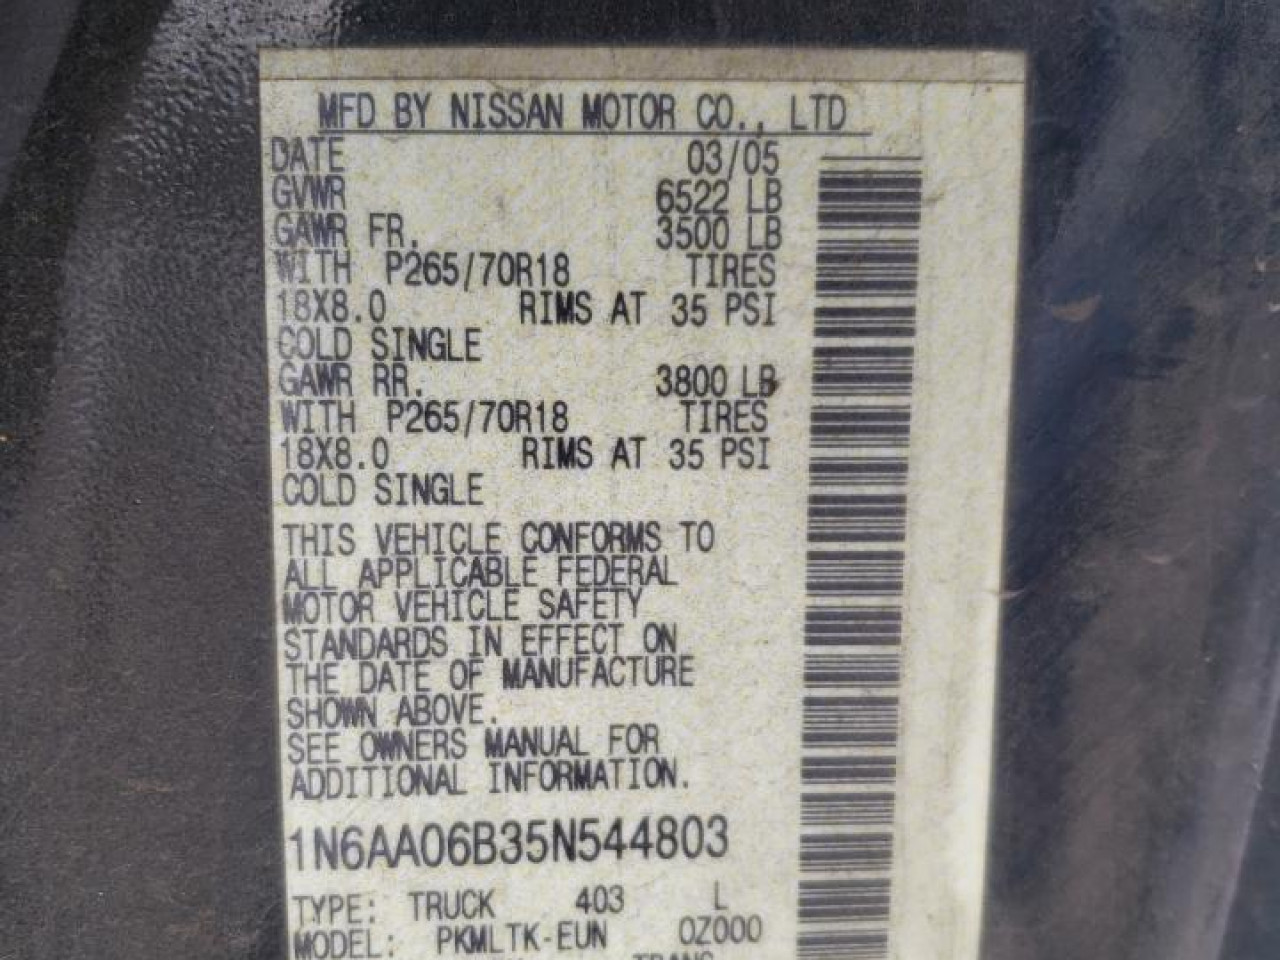 MFD BY NISSAN MOTOR CO., LTD
DATE 03/05
GVWR 6522 LB
GAWR FR. 3500 LB
WITH P265/70R18 TIRES
18X8.0 RIMS AT 35 PSI
COLD SINGLE
GAWR RR. 3800 LB
WITH P265/70R18 TIRES
18X8.0 RIMS AT 35 PSI
COLD SINGLE
THIS VEHICLE CONFORMS TO
ALL APPLICABLE FEDERAL
MOTOR VEHICLE SAFETY
STANDARDS IN EFFECT ON
THE DATE OF MANUFACTURE
SHOWN ABOVE.
SEE OWNERS MANUAL FOR
ADDITIONAL INFORMATION.
1N6AA06B35N544803
TYPE: TRUCK 403 L
MODEL: PKMLTK-EUN 0Z000